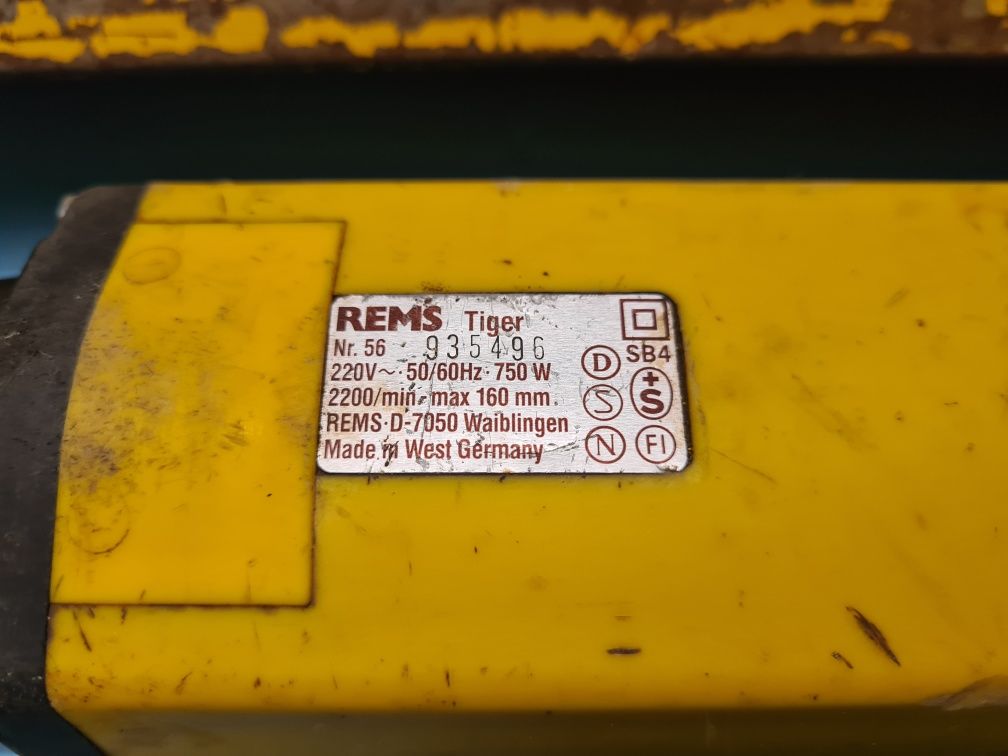 REMS Tiger
Nr. 56 935496
220V~·50/60Hz·750 W
2200/min. max 160 mm.
REMS·D-7050 Waiblingen
Made in West Germany
SB4
D
+S
S
N
FI